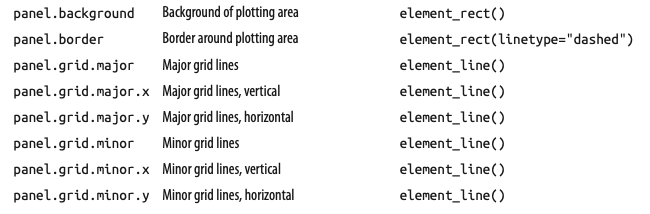 panel.background Background of plotting area element_rect()
panel.border Border around plotting area element_rect(linetype="dashed")
panel.grid.major Major grid lines element_line()
panel.grid.major.x Major grid lines, vertical element_line()
panel.grid.major.y Major grid lines, horizontal element_line()
panel.grid.minor Minor grid lines element_line()
panel.grid.minor.x Minor grid lines, vertical element_line()
panel.grid.minor.y Minor grid lines, horizontal element_line()